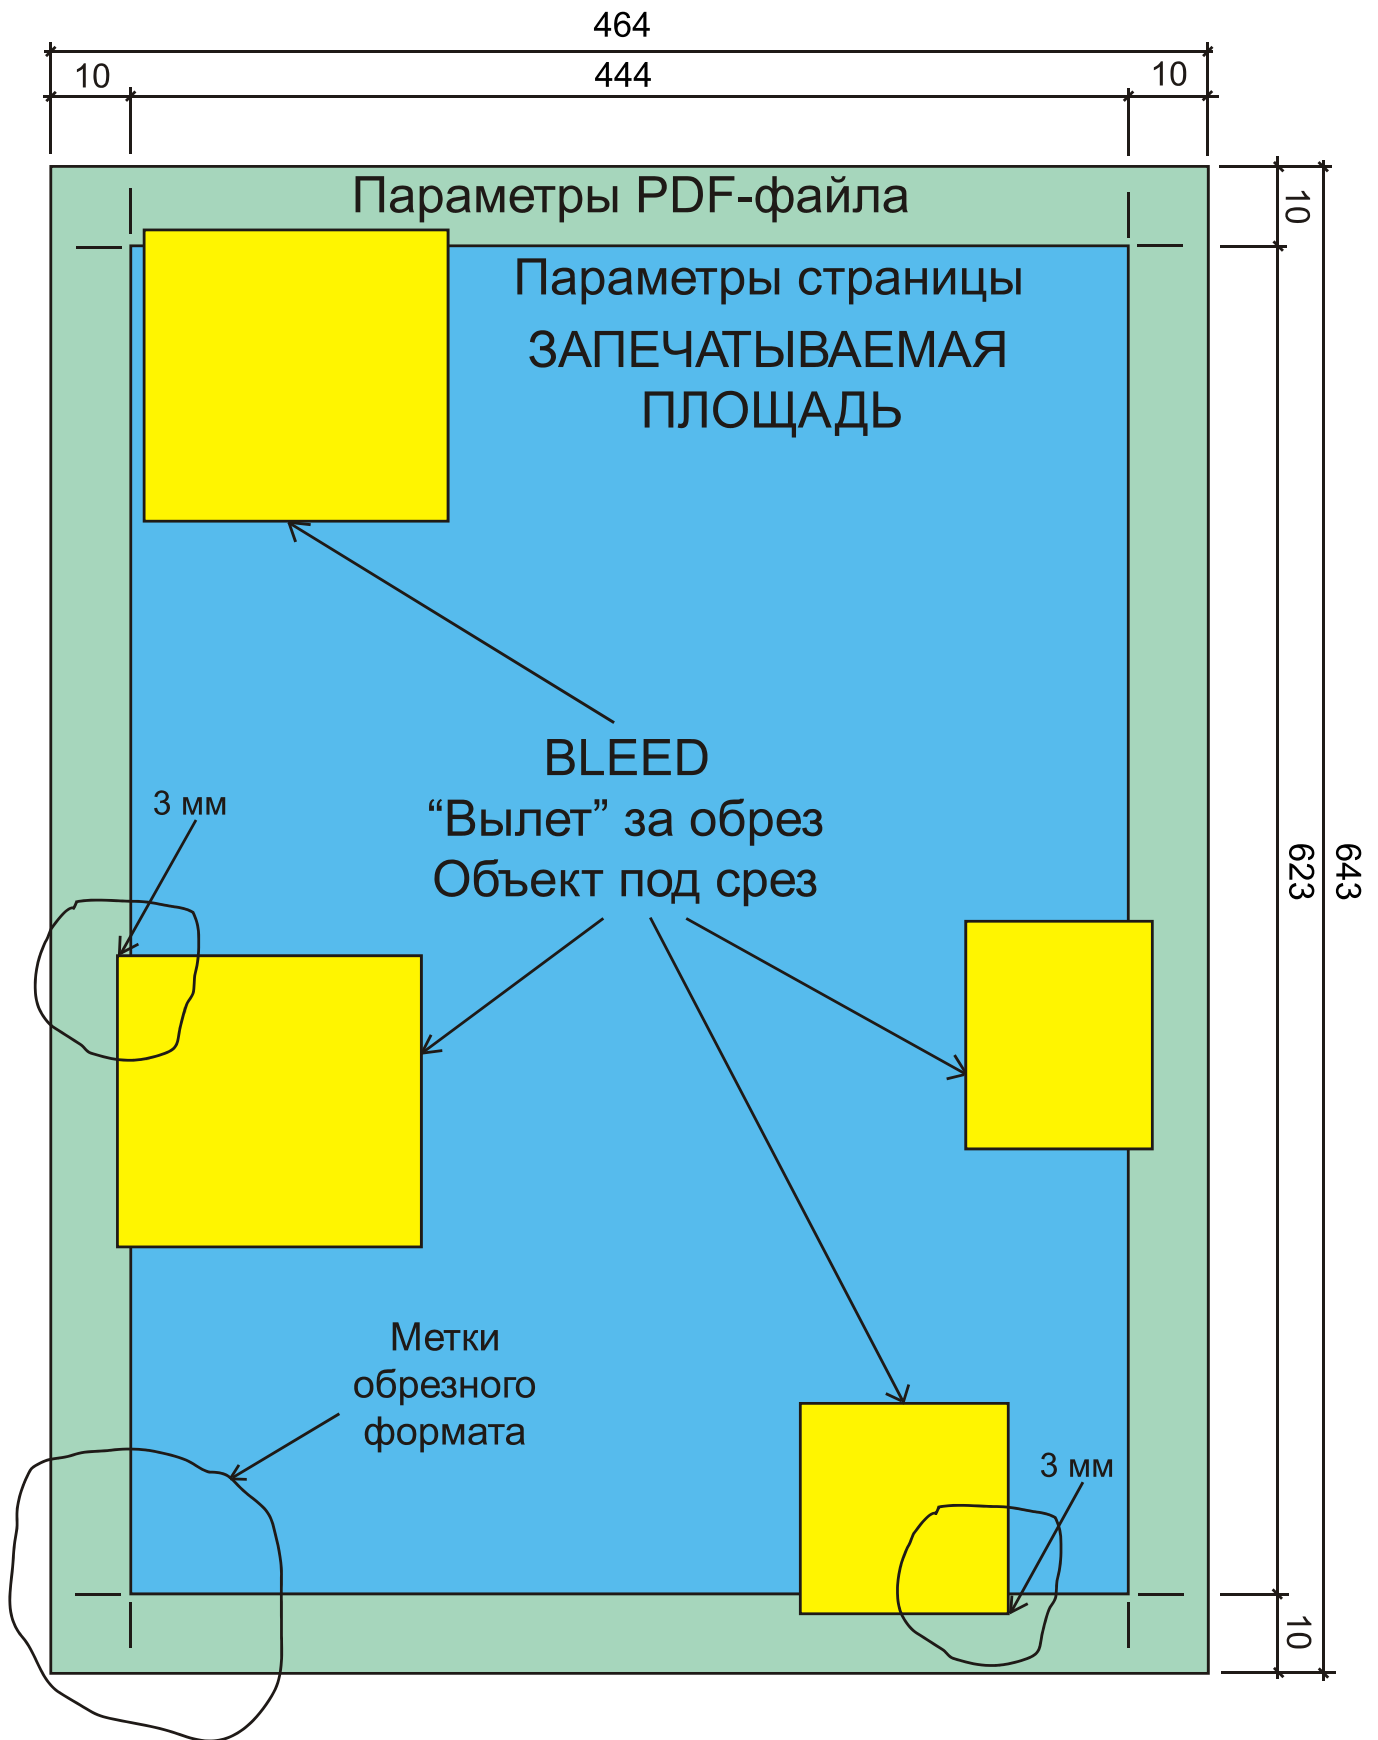 464
10
444
10
Параметры PDF-файла
10
Параметры страницы
ЗАПЕЧАТЫВАЕМАЯ
ПЛОЩАДЬ
BLEED
“Вылет” за обрез
Объект под срез
3 мм
623
643
Метки
обрезного
формата
3 мм
10